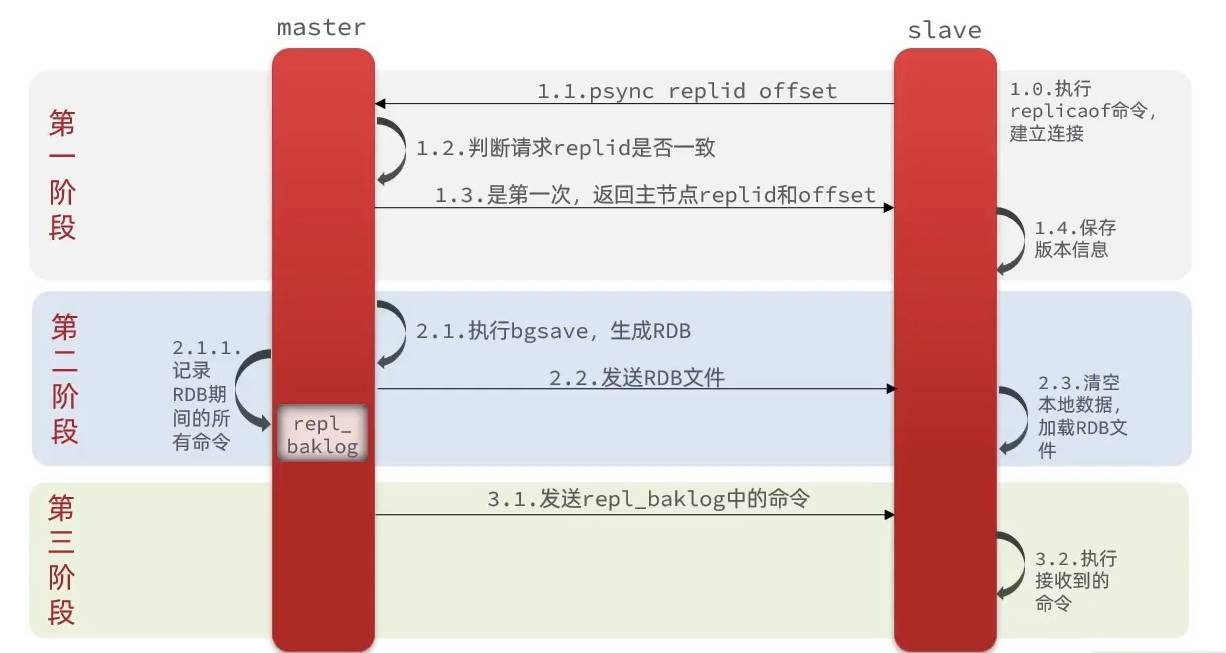 master
slave
第一阶段
1.0.执行
replicaof命令，
建立连接
1.1.psync replid offset
1.2.判断请求replid是否一致
1.3.是第一次，返回主节点replid和offset
1.4.保存
版本信息
第二阶段
2.1.执行bgsave，生成RDB
2.1.1.
记录
RDB期
间的所
有命令
repl_
baklog
2.2.发送RDB文件
2.3.清空
本地数据，
加载RDB文
件
第三阶段
3.1.发送repl_baklog中的命令
3.2.执行
接收到的
命令